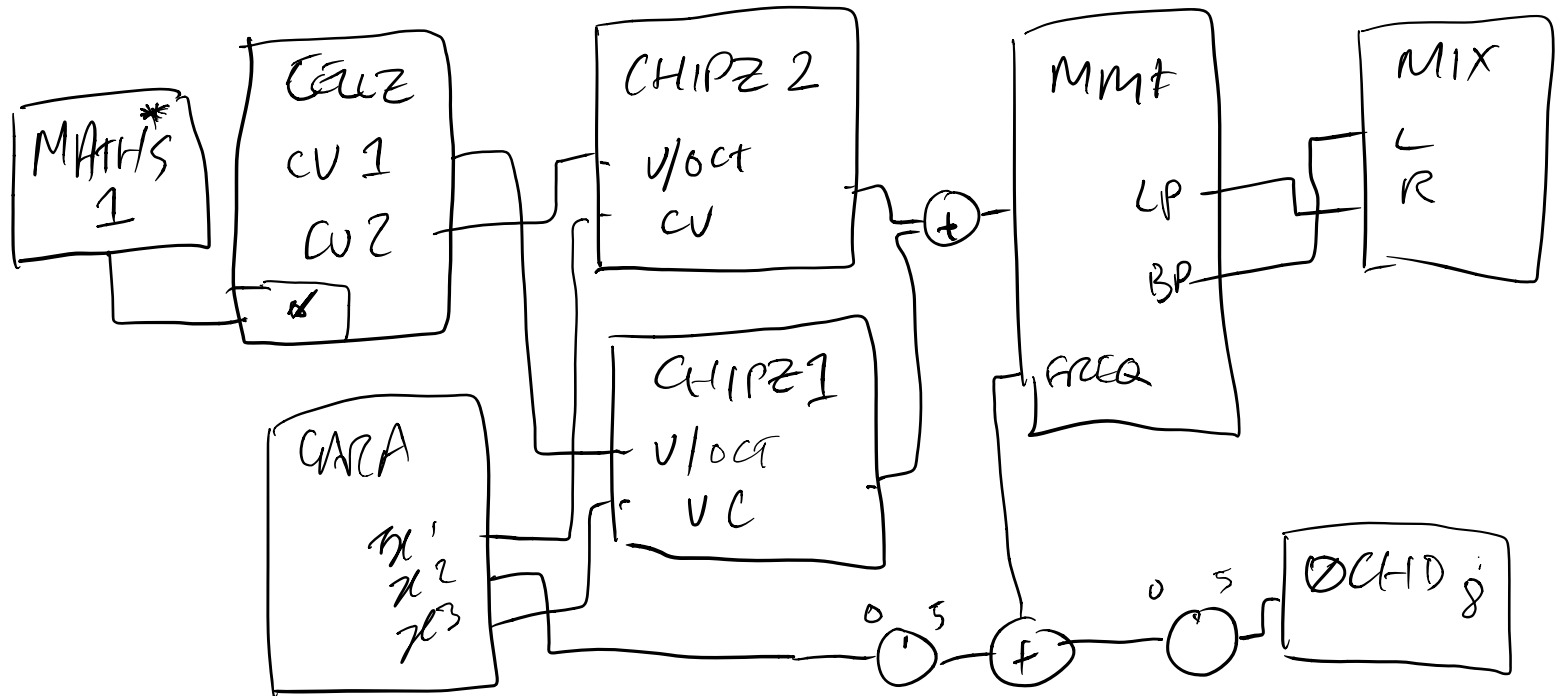 MATHS *
1
CELLZ
CV 1
CV 2
CHIPZ 2
V/OCT
CV
+
MMF
LP
BP
FREQ
MIX
L
R
CHIPZ 1
V/OCT
VC
CARA
x1
x2
x3
0 5
+
0 5
ØCHD 8